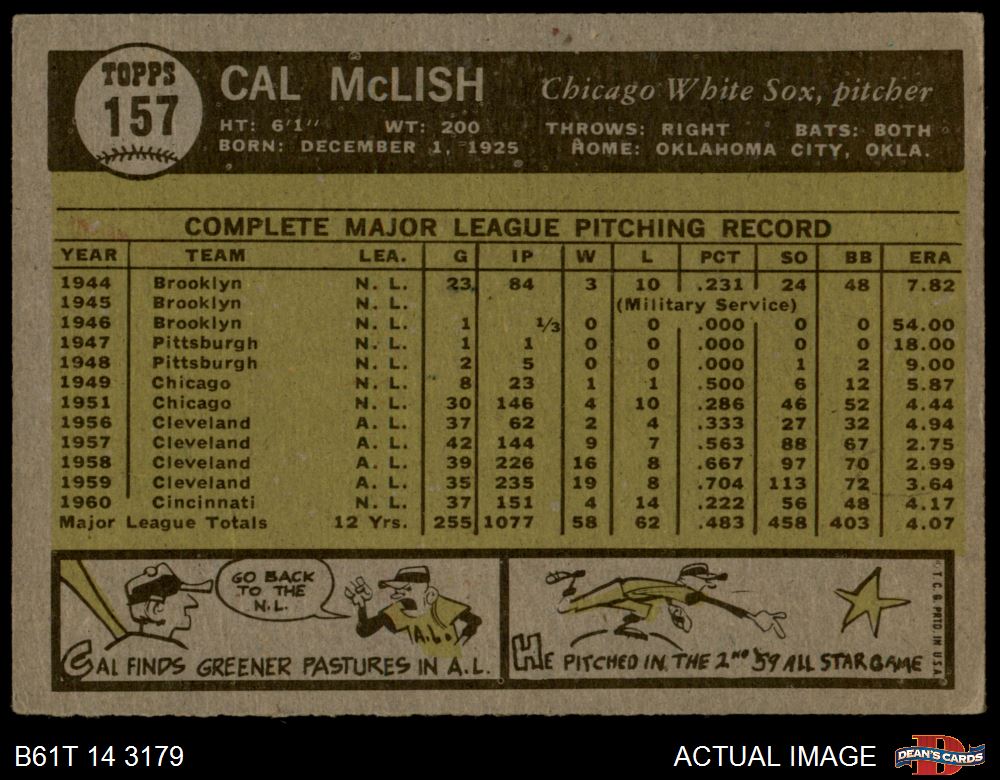 TOPPS
157
CAL McLISH
Chicago White Sox, pitcher
HT: 6'1" WT: 200 THROWS: RIGHT BATS: BOTH
BORN: DECEMBER 1, 1925 HOME: OKLAHOMA CITY, OKLA.
COMPLETE MAJOR LEAGUE PITCHING RECORD
YEAR TEAM LEA. G IP W L PCT SO BB ERA
1944 Brooklyn N. L. 23 84 3 10 .231 24 48 7.82
1945 Brooklyn N. L. (Military Service)
1946 Brooklyn N. L. 1 1/3 0 0 .000 0 0 54.00
1947 Pittsburgh N. L. 1 1 0 0 .000 0 0 18.00
1948 Pittsburgh N. L. 2 5 0 0 .000 1 2 9.00
1949 Chicago N. L. 8 23 1 1 .500 6 12 5.87
1951 Chicago N. L. 30 146 4 10 .286 46 52 4.44
1956 Cleveland A. L. 37 62 2 4 .333 27 32 4.94
1957 Cleveland A. L. 42 144 9 7 .563 88 67 2.75
1958 Cleveland A. L. 39 226 16 8 .667 97 70 2.99
1959 Cleveland A. L. 35 235 19 8 .704 113 72 3.64
1960 Cincinnati N. L. 37 151 4 14 .222 56 48 4.17
Major League Totals 12 Yrs. 255 1077 58 62 .483 458 403 4.07
GO BACK
TO THE
N.L.
A.L.
CAL FINDS GREENER PASTURES IN A.L.
HE PITCHED IN THE 2ND '59 ALL STAR GAME
T. C. G. PRTD. IN U.S.A.
B61T 14 3179
ACTUAL IMAGE
D
DEAN'S CARDS